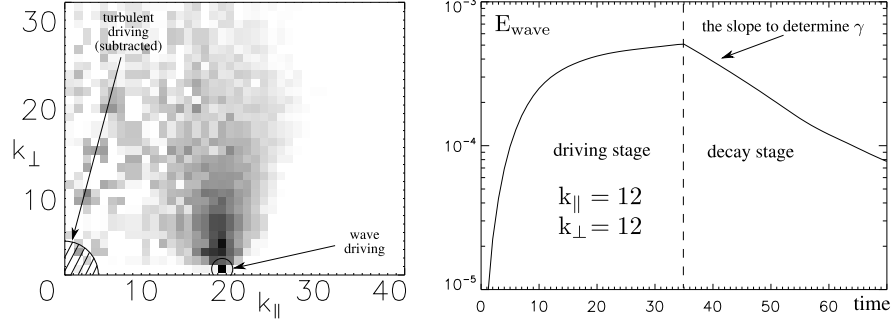 turbulent
driving
(subtracted)
30
20
10
0
k⊥
wave
driving
10
20
30
40
k∥
10⁻³
10⁻⁴
10⁻⁵
E_wave
the slope to determine γ
driving stage
decay stage
k∥ = 12
k⊥ = 12
0
10
20
30
40
50
60
time